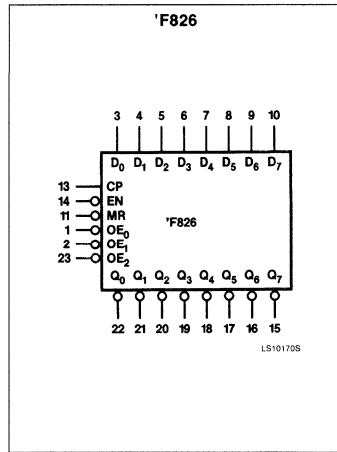 'F826
3 4 5 6 7 8 9 10
D0 D1 D2 D3 D4 D5 D6 D7
13 CP
14 EN
'F826
11 MR
1 OE0
2 OE1
23 OE2
Q0 Q1 Q2 Q3 Q4 Q5 Q6 Q7
22 21 20 19 18 17 16 15
LS10170S